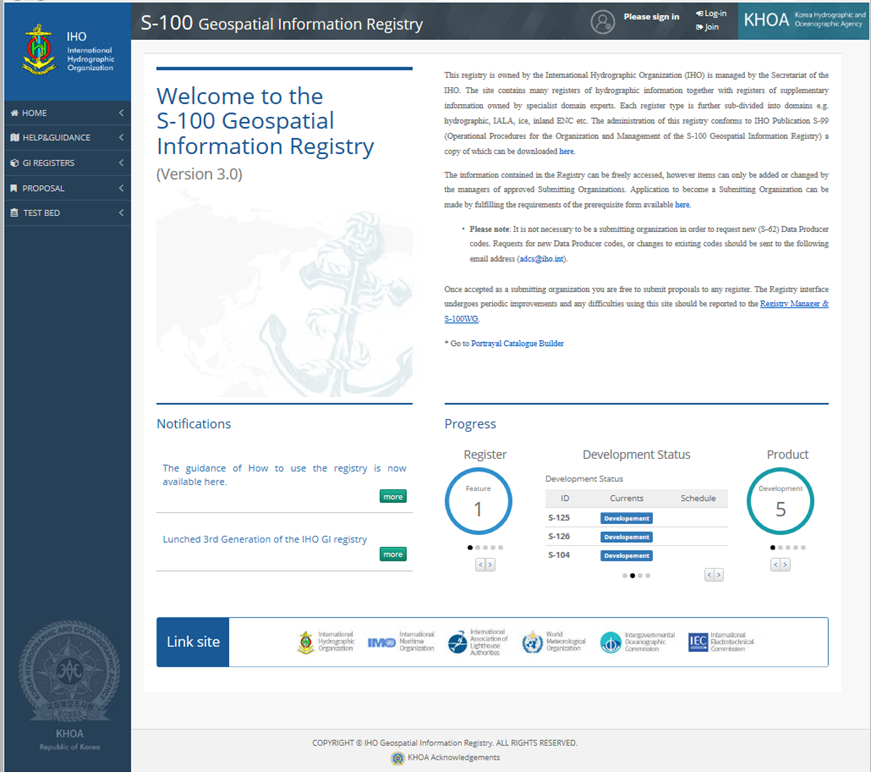 IHO
International
Hydrographic
Organization
S-100 Geospatial Information Registry
Please sign in
Log-in
Join
KHOA
Korea Hydrographic and
Oceanographic Agency
HOME
HELP&GUIDANCE
GI REGISTERS
PROPOSAL
TEST BED
Welcome to the
S-100 Geospatial
Information Registry
(Version 3.0)
This registry is owned by the International Hydrographic Organization (IHO) is managed by the Secretariat of the
IHO. The site contains many registers of hydrographic information together with registers of supplementary
information owned by specialist domain experts. Each register type is further sub-divided into domains e.g.
hydrographic, IALA, ice, inland ENC etc. The administration of this registry conforms to IHO Publication S-99
(Operational Procedures for the Organization and Management of the S-100 Geospatial Information Registry) a
copy of which can be downloaded here.
The information contained in the Registry can be freely accessed, however items can only be added or changed by
the managers of approved Submitting Organizations. Application to become a Submitting Organization can be
made by fulfilling the requirements of the prerequisite form available here.
• Please note: It is not necessary to be a submitting organization in order to request new (S-62) Data Producer
codes. Requests for new Data Producer codes, or changes to existing codes should be sent to the following
email address (adcs@iho.int).
Once accepted as a submitting organization you are free to submit proposals to any register. The Registry interface
undergoes periodic improvements and any difficulties using this site should be reported to the Registry Manager &
S-100WG.
* Go to Portrayal Catalogue Builder
Notifications
The guidance of How to use the registry is now
available here.
more
Lunched 3rd Generation of the IHO GI registry
more
Progress
Register
Feature
1
Development Status
Development Status
ID Currents Schedule
S-125 Developement
S-126 Developement
S-104 Developement
Product
Development
5
Link site
International
Hydrographic
Organization
IMO
International
Maritime
Organization
International
Association of
Lighthouse
Authorities
World
Meteorological
Organization
Intergovernmental
Oceanographic
Commission
IEC
International
Electrotechnical
Commission
KOREA HYDROGRAPHIC AND OCEANOGRAPHIC AGENCY
국립해양조사원
KOREA
KHOA
Republic of Korea
COPYRIGHT © IHO Geospatial Information Registry. ALL RIGHTS RESERVED.
KHOA Acknowledgements